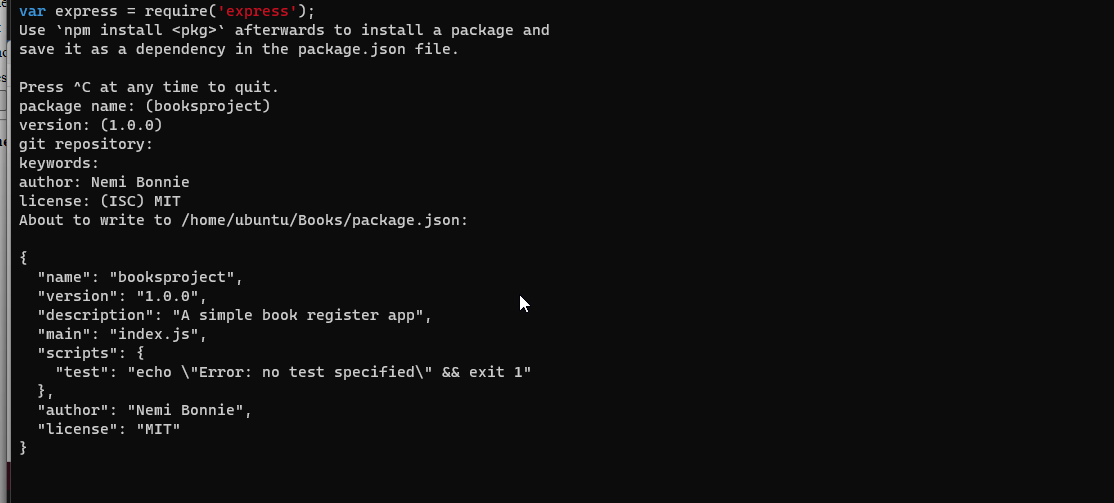 var express = require('express');
Use `npm install <pkg>` afterwards to install a package and
save it as a dependency in the package.json file.
Press ^C at any time to quit.
package name: (booksproject)
version: (1.0.0)
git repository:
keywords:
author: Nemi Bonnie
license: (ISC) MIT
About to write to /home/ubuntu/Books/package.json:
{
  "name": "booksproject",
  "version": "1.0.0",
  "description": "A simple book register app",
  "main": "index.js",
  "scripts": {
    "test": "echo \"Error: no test specified\" && exit 1"
  },
  "author": "Nemi Bonnie",
  "license": "MIT"
}